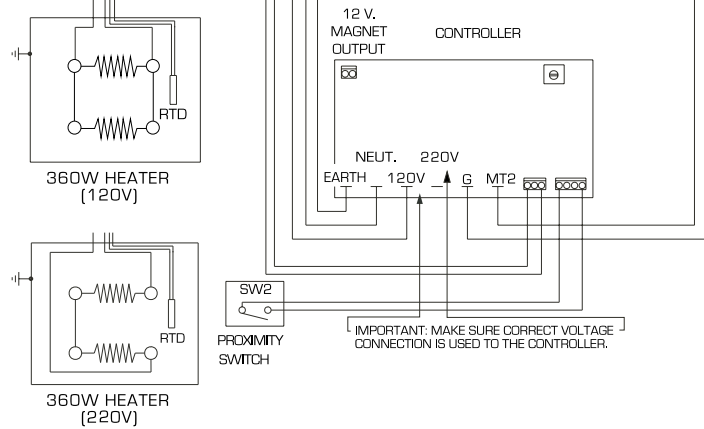 12 V.
MAGNET
OUTPUT
CONTROLLER
RTD
360W HEATER
(120V)
NEUT. 220V
EARTH 120V G MT2
SW2
PROXIMITY
SWITCH
IMPORTANT: MAKE SURE CORRECT VOLTAGE
CONNECTION IS USED TO THE CONTROLLER.
RTD
360W HEATER
(220V)